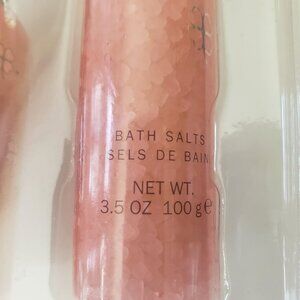 BATH SALTS
SELS DE BAIN
NET WT.
3.5 OZ 100 g ℮